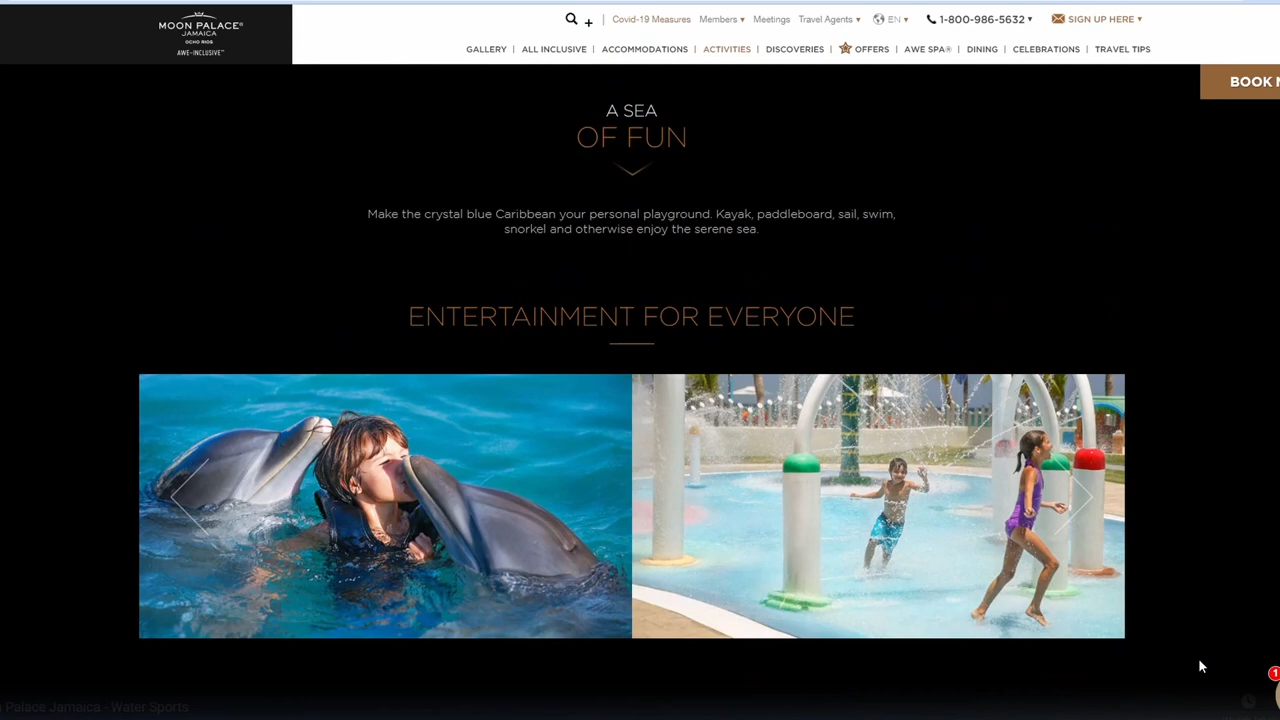 MOON PALACE®
JAMAICA
OCHO RIOS
AWE-INCLUSIVE™
Covid-19 Measures Members Meetings Travel Agents EN 1-800-986-5632 SIGN UP HERE
GALLERY | ALL INCLUSIVE | ACCOMMODATIONS | ACTIVITIES | DISCOVERIES | OFFERS | AWE SPA® | DINING | CELEBRATIONS | TRAVEL TIPS
BOOK
A SEA
OF FUN
Make the crystal blue Caribbean your personal playground. Kayak, paddleboard, sail, swim,
snorkel and otherwise enjoy the serene sea.
ENTERTAINMENT FOR EVERYONE
1
Palace Jamaica - Water Sports